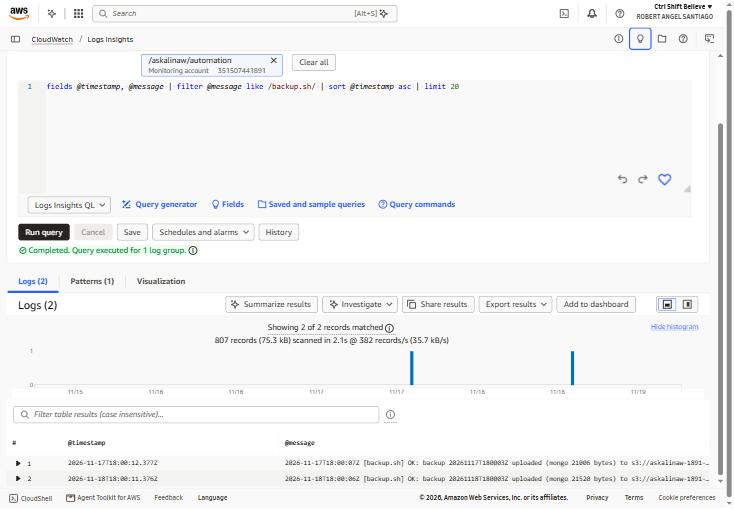 aws
Search
[Alt+S]
Ctrl Shift Believe ▼
ROBERT ANGEL SANTIAGO
CloudWatch / Logs Insights
/askalinaw/automation
Monitoring account 351507441891
Clear all
1 fields @timestamp, @message | filter @message like /backup.sh/ | sort @timestamp asc | limit 20
Logs Insights QL
Query generator
Fields
Saved and sample queries
Query commands
Run query
Cancel
Save
Schedules and alarms
History
Completed. Query executed for 1 log group.
Logs (2)
Patterns (1)
Visualization
Logs (2)
Summarize results
Investigate
Share results
Export results
Add to dashboard
Showing 2 of 2 records matched
Hide histogram
807 records (75.3 kB) scanned in 2.1s @ 382 records/s (35.7 kB/s)
1
0
11/15 11/16 11/16 11/17 11/17 11/18 11/18 11/19
Filter table results (case insensitive)...
# @timestamp @message
1 2026-11-17T18:00:12.377Z 2026-11-17T18:00:07Z [backup.sh] OK: backup 20261117T180003Z uploaded (mongo 21006 bytes) to s3://askalinaw-1891-…
2 2026-11-18T18:00:11.376Z 2026-11-18T18:00:06Z [backup.sh] OK: backup 20261118T180003Z uploaded (mongo 21520 bytes) to s3://askalinaw-1891-…
CloudShell
Agent Toolkit for AWS
Feedback
Language
© 2026, Amazon Web Services, Inc. or its affiliates.
Privacy
Terms
Cookie preferences